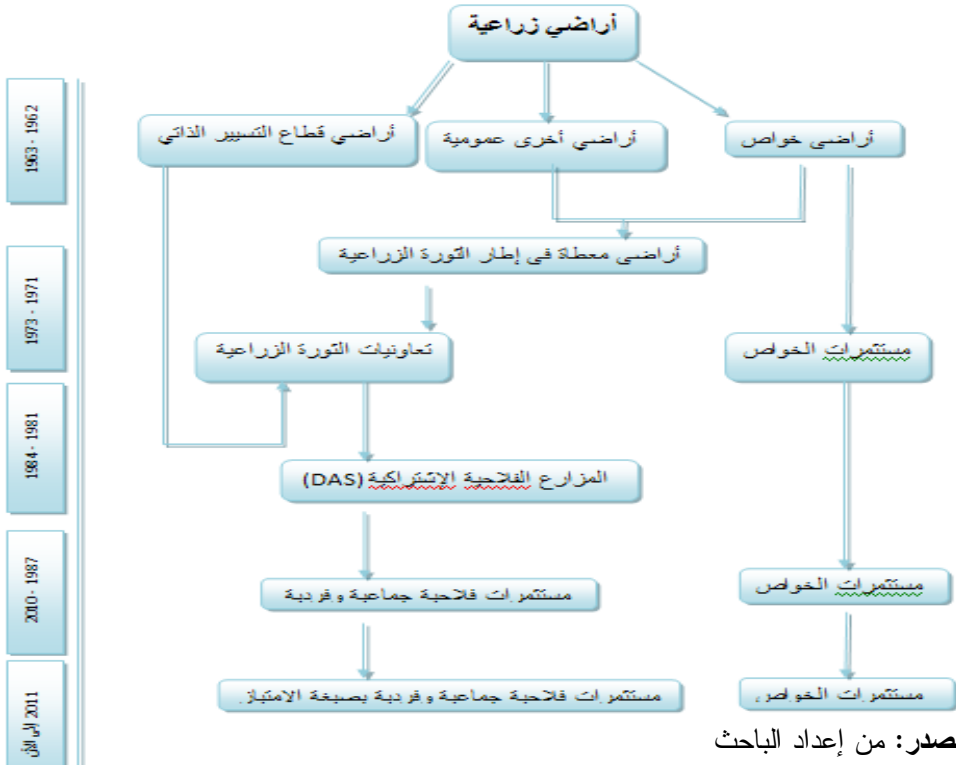 أراضي زراعية
1963 - 1962
أراضي خواص
أراضي أخرى عمومية
أراضي قطاع التسيير الذاتي
أراضي معطاة في إطار الثورة الزراعية
1973 - 1971
مستثمرات الخواص
تعاونيات الثورة الزراعية
1984 - 1981
المزارع الفلاحية الإشتراكية (DAS)
2010 - 1987
مستثمرات الخواص
مستثمرات فلاحية جماعية وفردية
2011 إلى الآن
مستثمرات الخواص
مستثمرات فلاحية جماعية وفردية بصيغة الامتياز
صدر: من إعداد الباحث